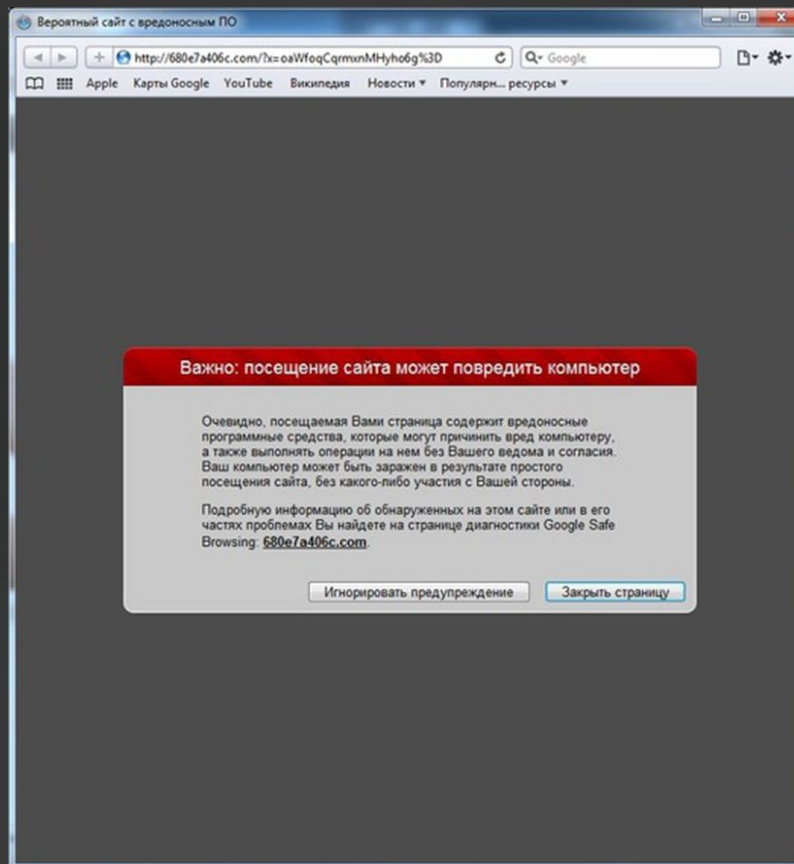 Вероятный сайт с вредоносным ПО
http://680e7a406c.com/?x=oaWfoqCqrmxnMHyho6g%3D
Google
Apple Карты Google YouTube Википедия Новости Популярн... ресурсы
Важно: посещение сайта может повредить компьютер
Очевидно, посещаемая Вами страница содержит вредоносные
программные средства, которые могут причинить вред компьютеру,
а также выполнять операции на нем без Вашего ведома и согласия.
Ваш компьютер может быть заражен в результате простого
посещения сайта, без какого-либо участия с Вашей стороны.
Подробную информацию об обнаруженных на этом сайте или в его
частях проблемах Вы найдете на странице диагностики Google Safe
Browsing: 680e7a406c.com.
Игнорировать предупреждение Закрыть страницу